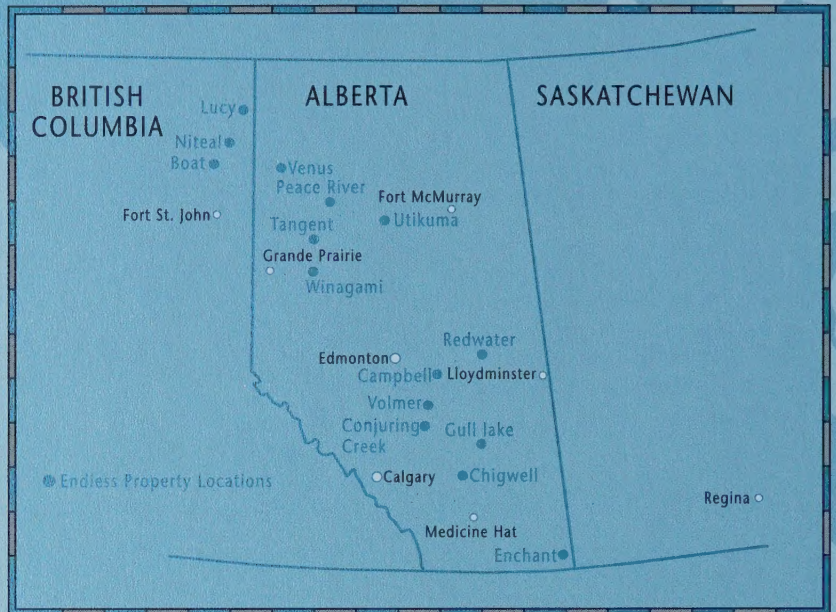 BRITISH
COLUMBIA
ALBERTA
SASKATCHEWAN
Lucy
Niteal
Boat
Venus
Peace River
Fort McMurray
Fort St. John
Utikuma
Tangent
Grande Prairie
Winagami
Redwater
Edmonton
Campbell
Lloydminster
Volmer
Conjuring
Creek
Gull lake
Endless Property Locations
Calgary
Chigwell
Regina
Medicine Hat
Enchant